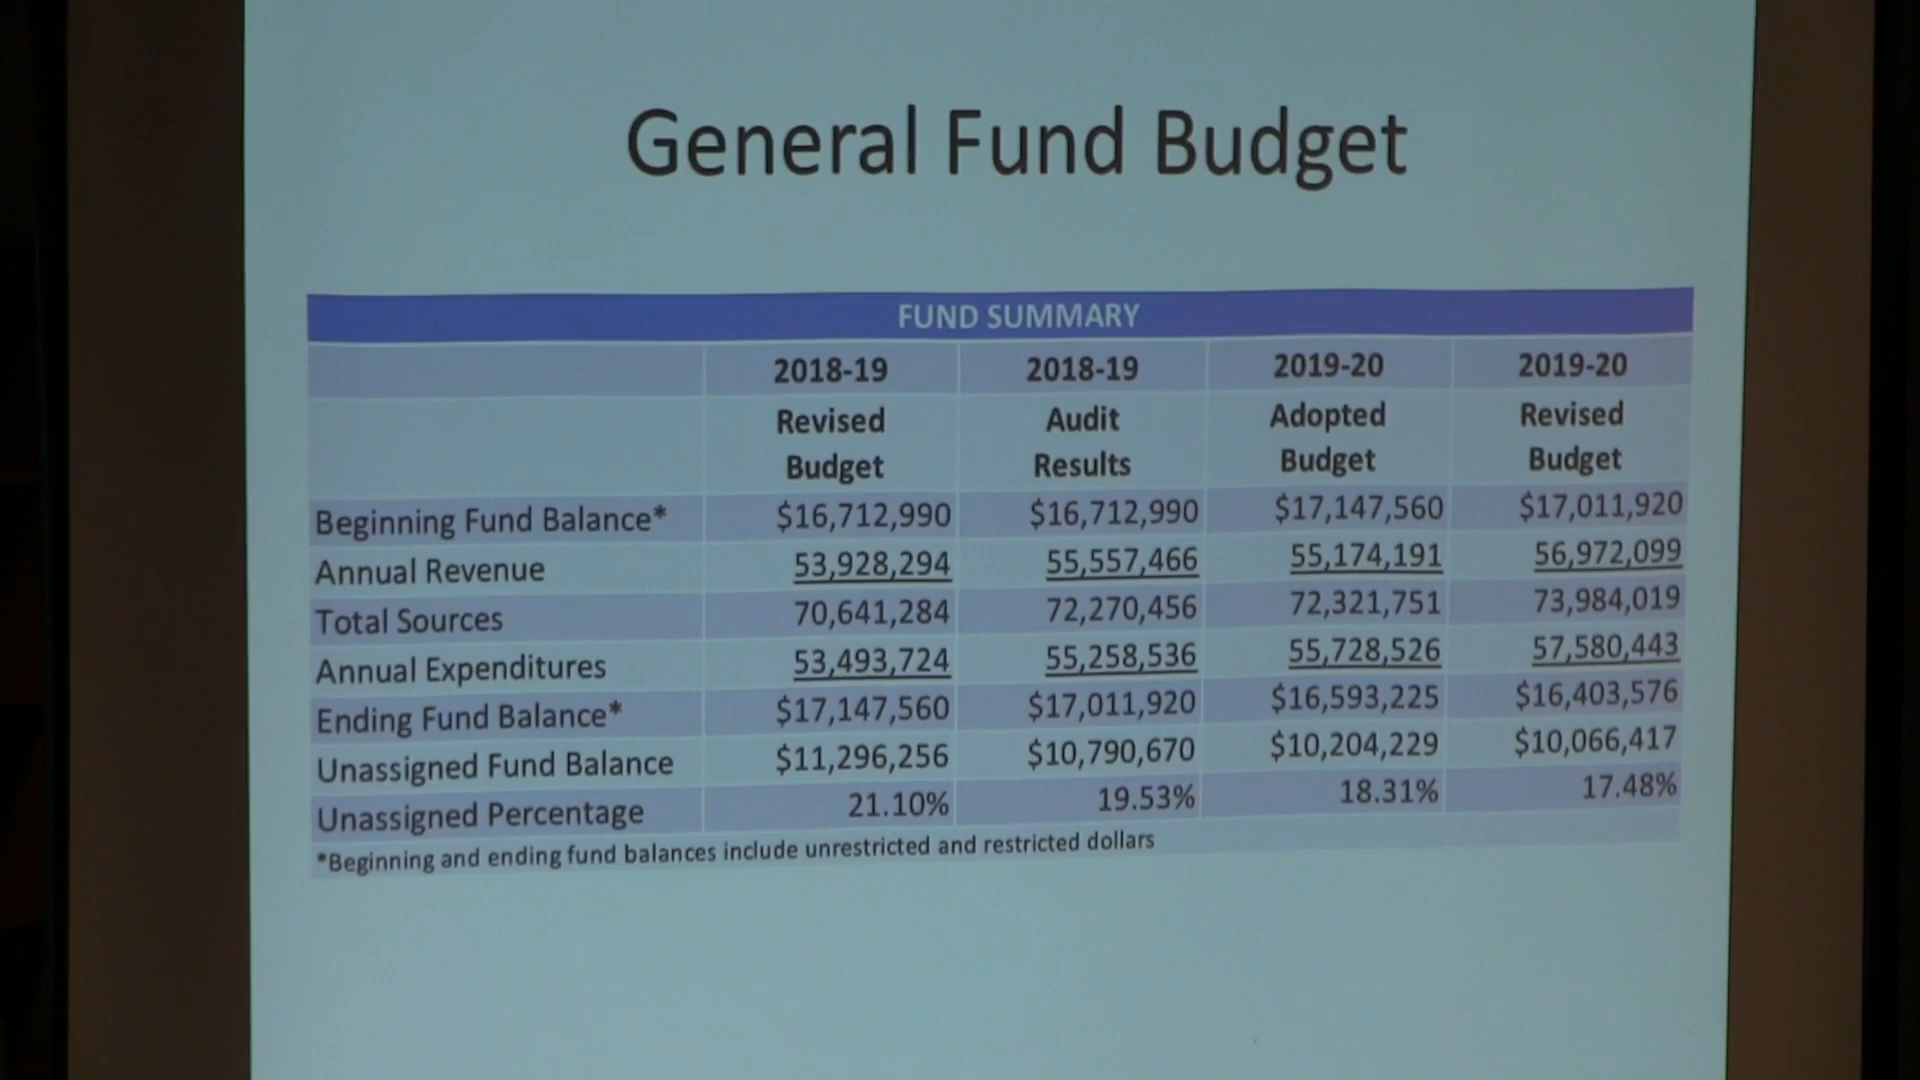 General Fund Budget
FUND SUMMARY
2018-19 2018-19 2019-20 2019-20
Revised Budget Audit Results Adopted Budget Revised Budget
Beginning Fund Balance* $16,712,990 $16,712,990 $17,147,560 $17,011,920
Annual Revenue 53,928,294 55,557,466 55,174,191 56,972,099
Total Sources 70,641,284 72,270,456 72,321,751 73,984,019
Annual Expenditures 53,493,724 55,258,536 55,728,526 57,580,443
Ending Fund Balance* $17,147,560 $17,011,920 $16,593,225 $16,403,576
Unassigned Fund Balance $11,296,256 $10,790,670 $10,204,229 $10,066,417
Unassigned Percentage 21.10% 19.53% 18.31% 17.48%
*Beginning and ending fund balances include unrestricted and restricted dollars